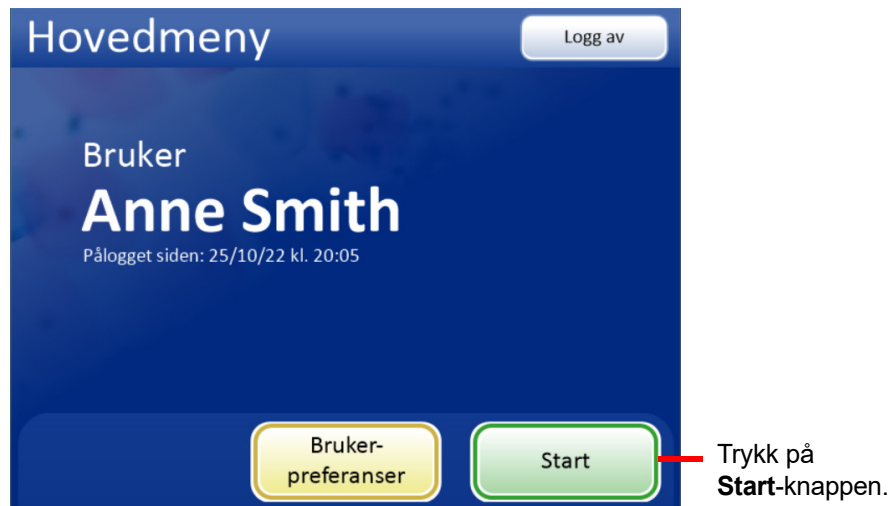 Hovedmeny
Logg av
Bruker
Anne Smith
Pålogget siden: 25/10/22 kl. 20:05
Bruker-
preferanser
Start
Trykk på
Start-knappen.